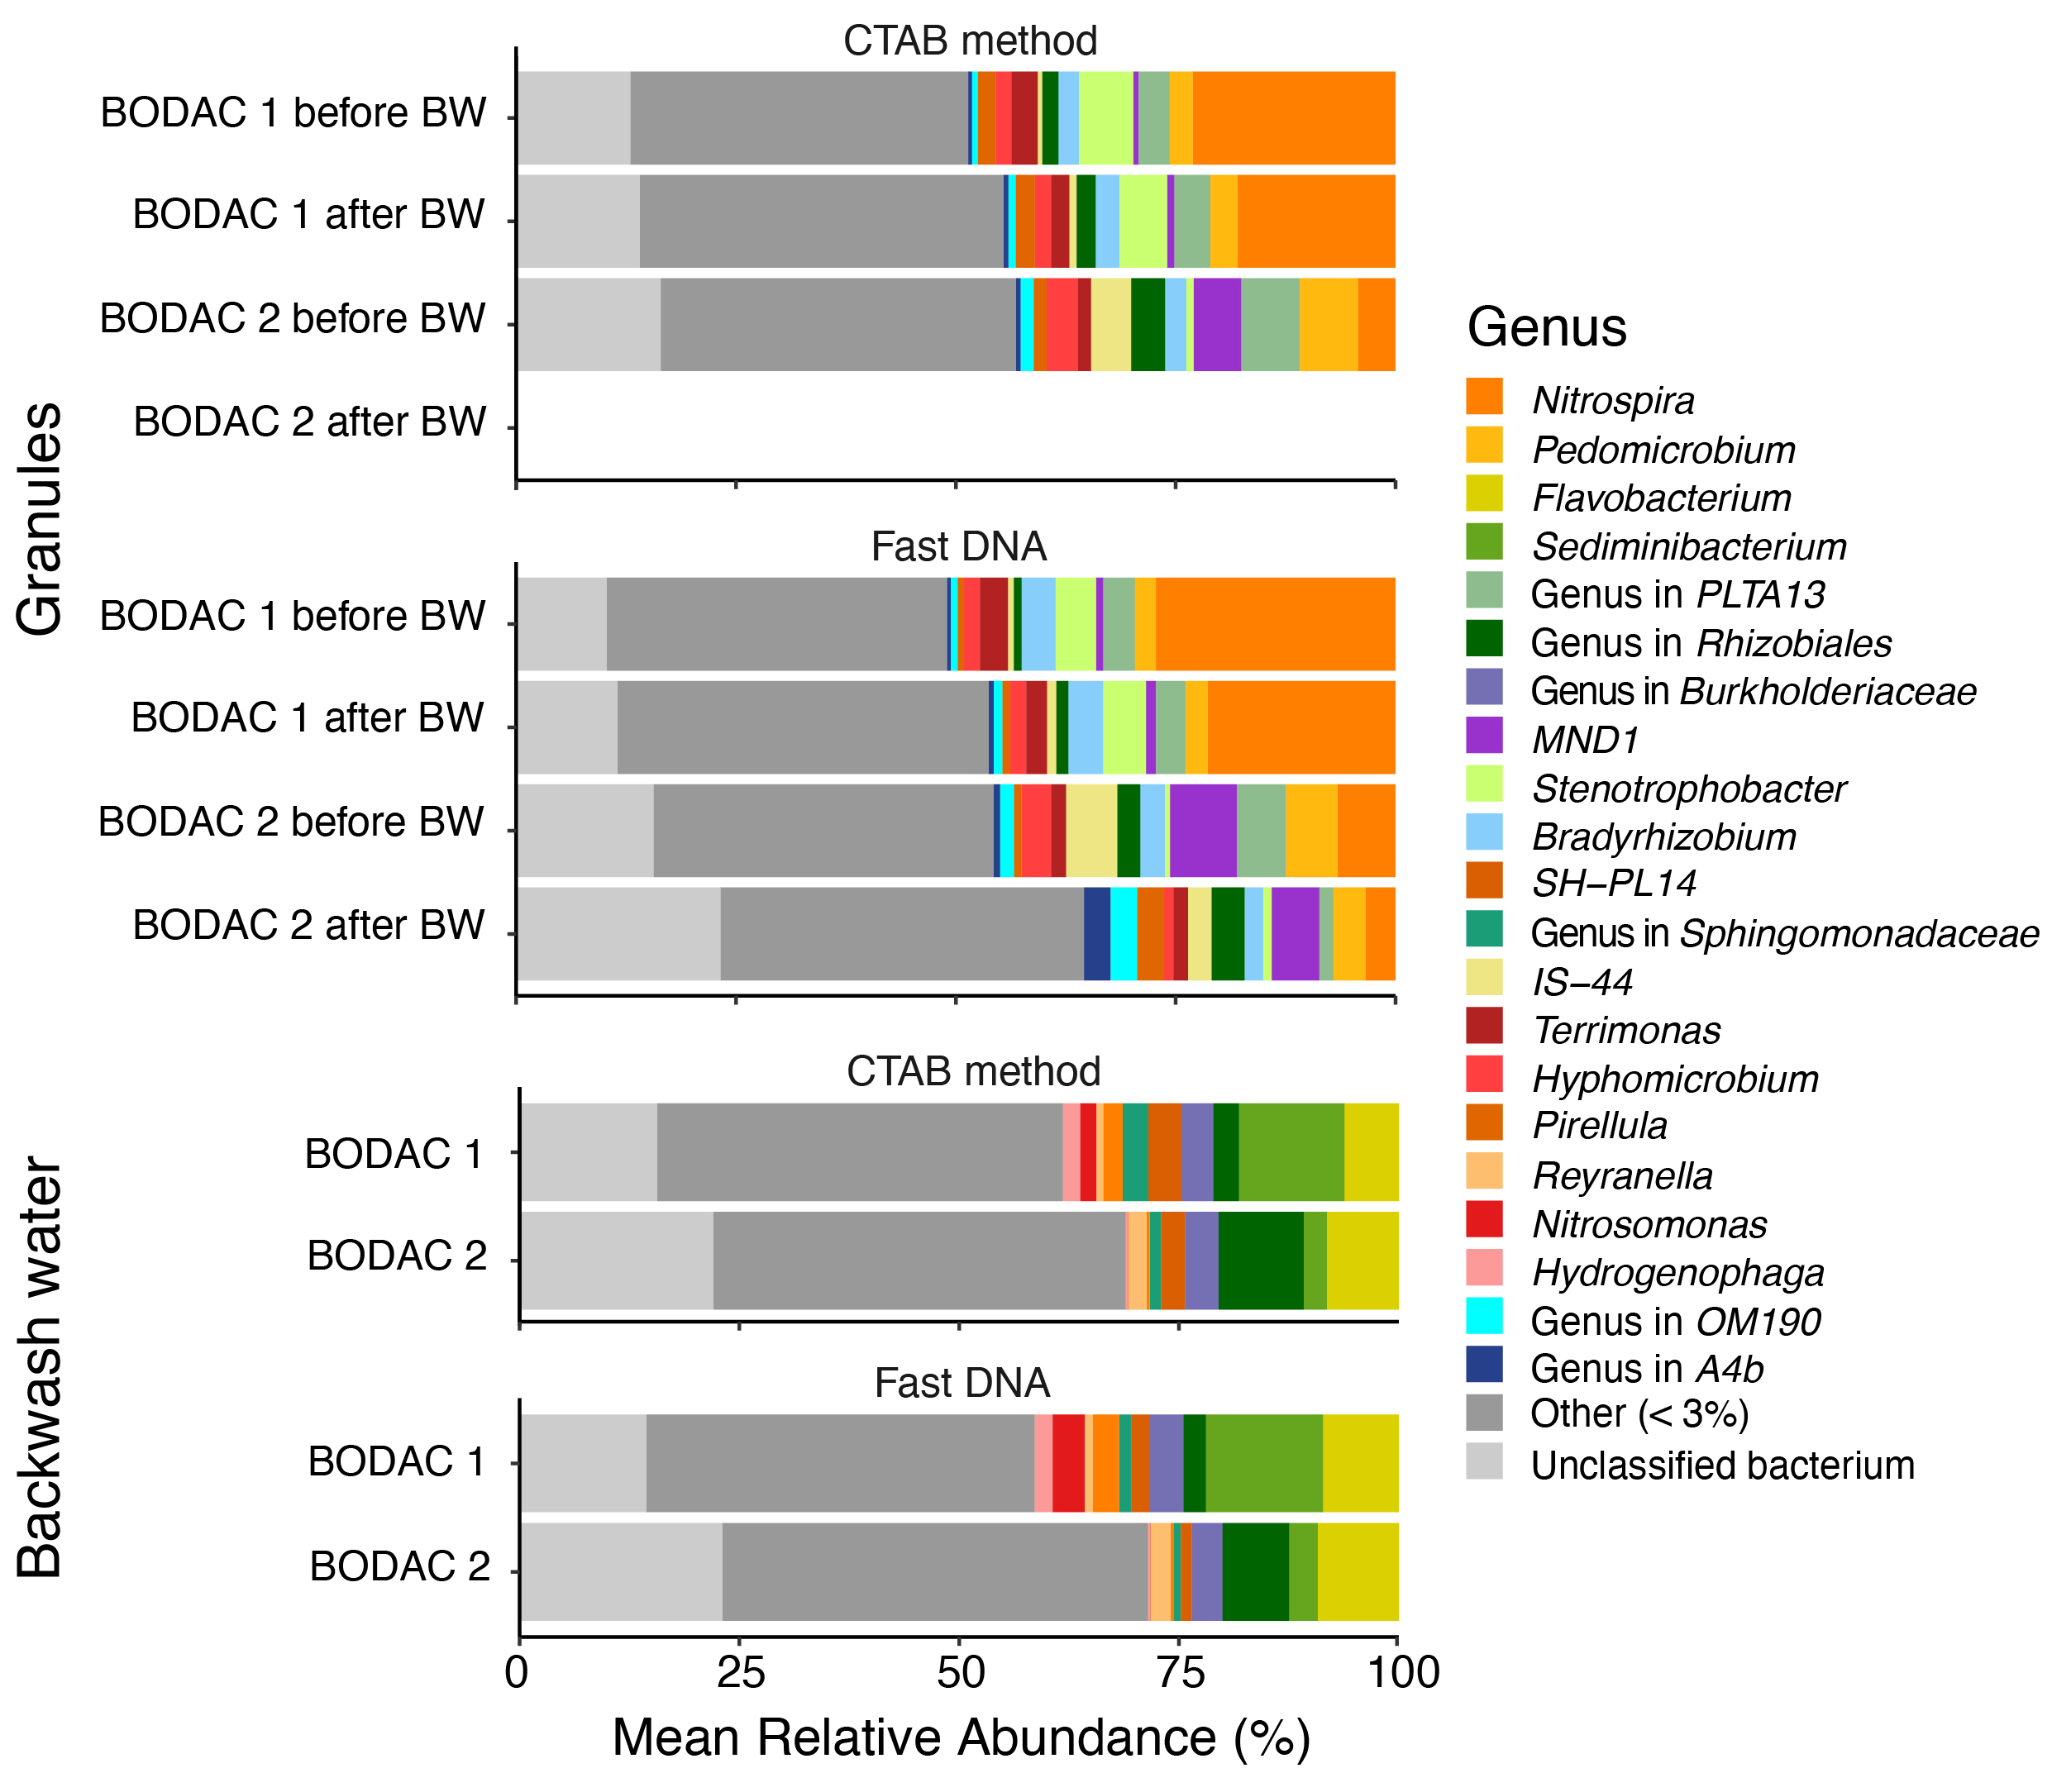 CTAB method
BODAC 1 before BW
BODAC 1 after BW
BODAC 2 before BW
BODAC 2 after BW
Granules
Fast DNA
BODAC 1 before BW
BODAC 1 after BW
BODAC 2 before BW
BODAC 2 after BW
CTAB method
BODAC 1
BODAC 2
Backwash water
Fast DNA
BODAC 1
BODAC 2
0 25 50 75 100
Mean Relative Abundance (%)
Genus
Nitrospira
Pedomicrobium
Flavobacterium
Sediminibacterium
Genus in PLTA13
Genus in Rhizobiales
Genus in Burkholderiaceae
MND1
Stenotrophobacter
Bradyrhizobium
SH−PL14
Genus in Sphingomonadaceae
IS−44
Terrimonas
Hyphomicrobium
Pirellula
Reyranella
Nitrosomonas
Hydrogenophaga
Genus in OM190
Genus in A4b
Other (< 3%)
Unclassified bacterium